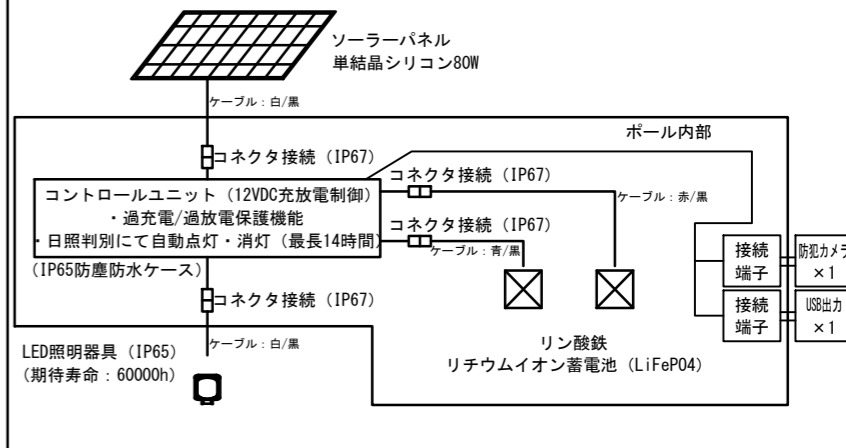 ソーラーパネル
単結晶シリコン80W
ケーブル：白/黒
ポール内部
コネクタ接続（IP67）
コネクタ接続（IP67）
ケーブル：赤/黒
コントロールユニット（12VDC充放電制御）
・過充電/過放電保護機能
・日照判別にて自動点灯・消灯（最長14時間）
コネクタ接続（IP67）
ケーブル：青/黒
（IP65防塵防水ケース）
接続
端子
防犯カメラ
×1
コネクタ接続（IP67）
接続
端子
USB出力
×1
ケーブル：白/黒
LED照明器具（IP65）
（期待寿命：60000h）
リン酸鉄
リチウムイオン蓄電池（LiFePO4）